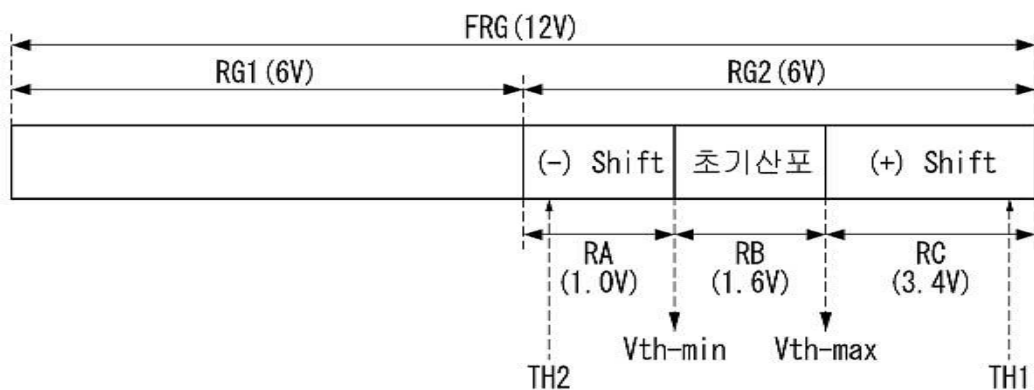 FRG(12V)
RG1(6V)
RG2(6V)
(-) Shift
초기산포
(+) Shift
RA
(1.0V)
RB
(1.6V)
RC
(3.4V)
Vth-min
Vth-max
TH2
TH1